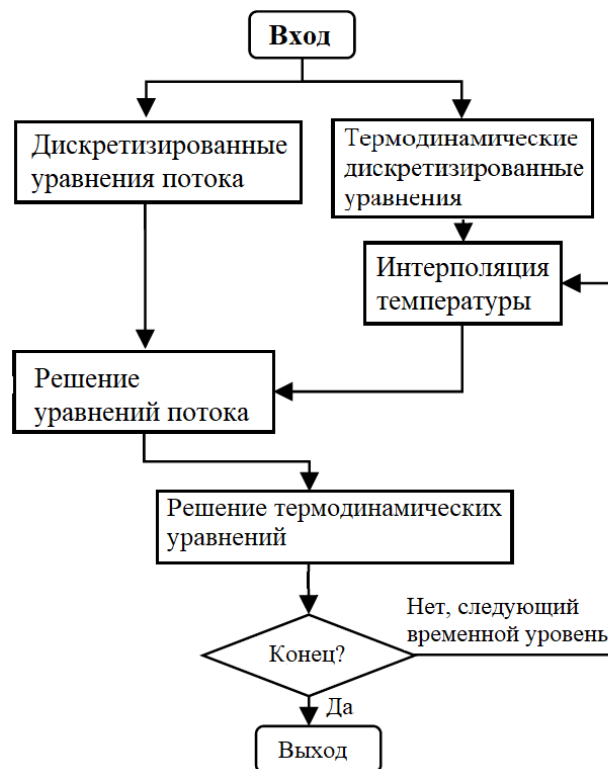 Вход
Дискретизированные
уравнения потока
Термодинамические
дискретизированные
уравнения
Интерполяция
температуры
Решение
уравнений потока
Решение термодинамических
уравнений
Нет, следующий
временной уровень
Конец?
Да
Выход